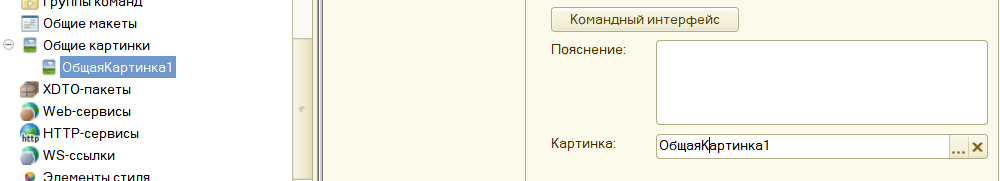 Группы команд
Общие макеты
Общие картинки
ОбщаяКартинка1
XDTO-пакеты
Web-сервисы
HTTP-сервисы
WS-ссылки
Элементы стиля
Командный интерфейс
Пояснение:
Картинка: ОбщаяКартинка1 ...